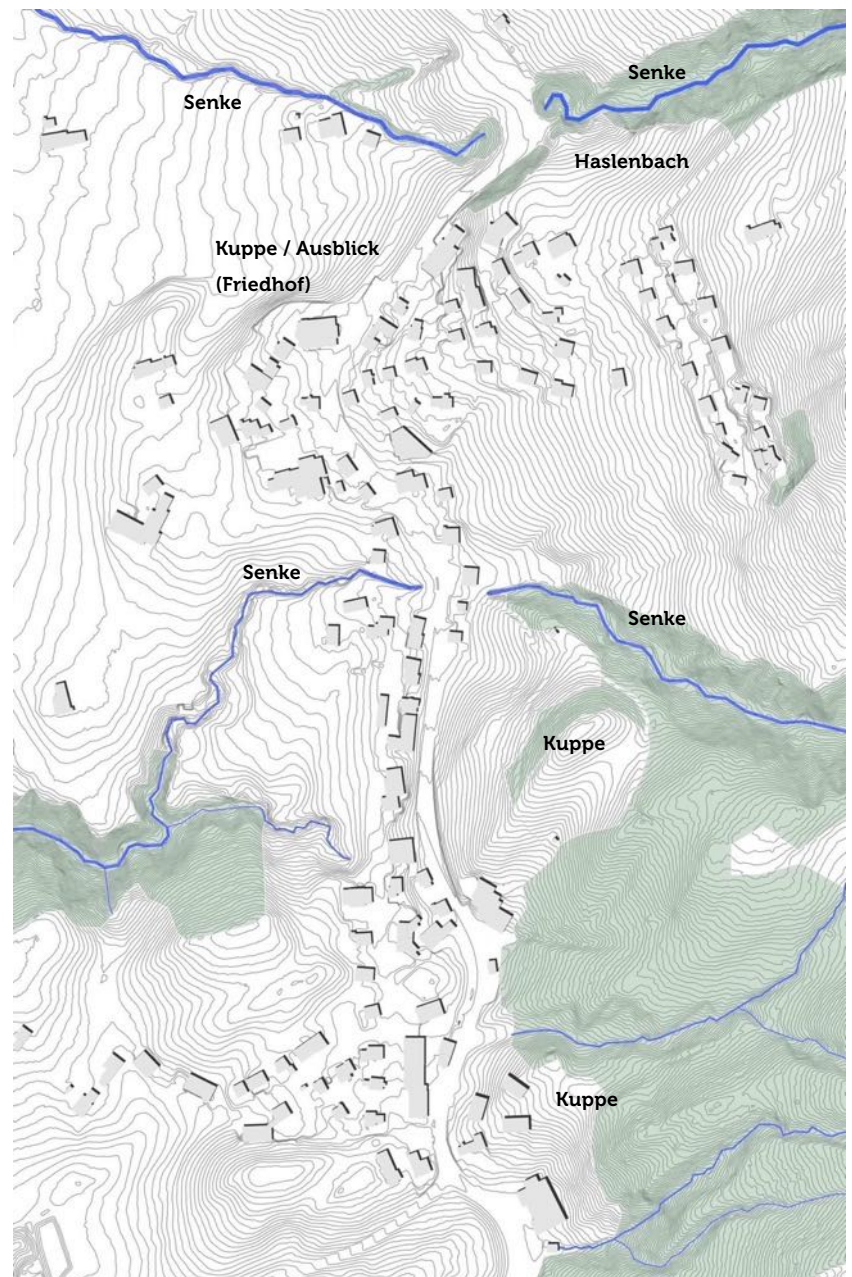 Senke
Senke
Haslenbach
Kuppe / Ausblick
(Friedhof)
Senke
Senke
Kuppe
Kuppe